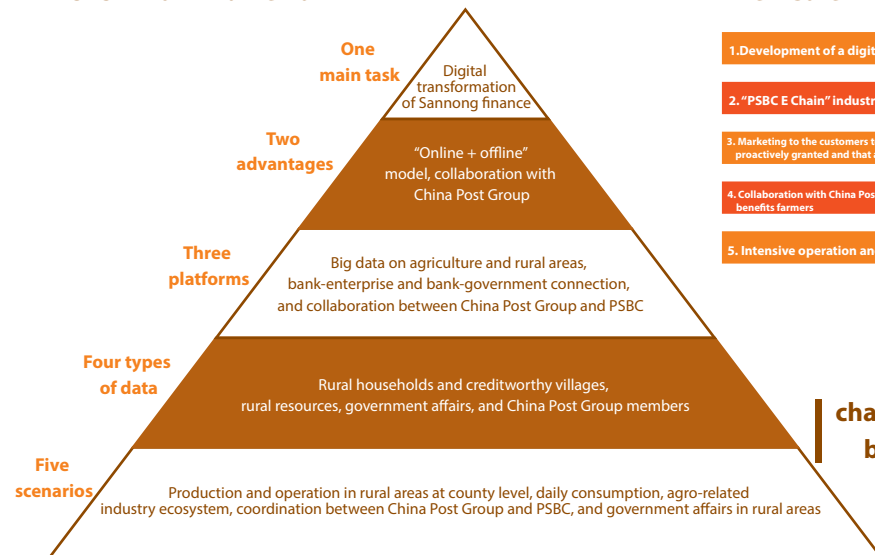 One
main task
Digital
transformation
of Sannong finance
Two
advantages
“Online + offline”
model, collaboration with
China Post Group
Three
platforms
Big data on agriculture and rural areas,
bank-enterprise and bank-government connection,
and collaboration between China Post Group and PSBC
Four types
of data
Rural households and creditworthy villages,
rural resources, government affairs, and China Post Group members
Five
scenarios
Production and operation in rural areas at county level, daily consumption, agro-related
industry ecosystem, coordination between China Post Group and PSBC, and government affairs in rural areas
1.Development of a digit
2. “PSBC E Chain” industr
3. Marketing to the customers t
proactively granted and that a
4. Collaboration with China Pos
benefits farmers
5. Intensive operation an
cha
b